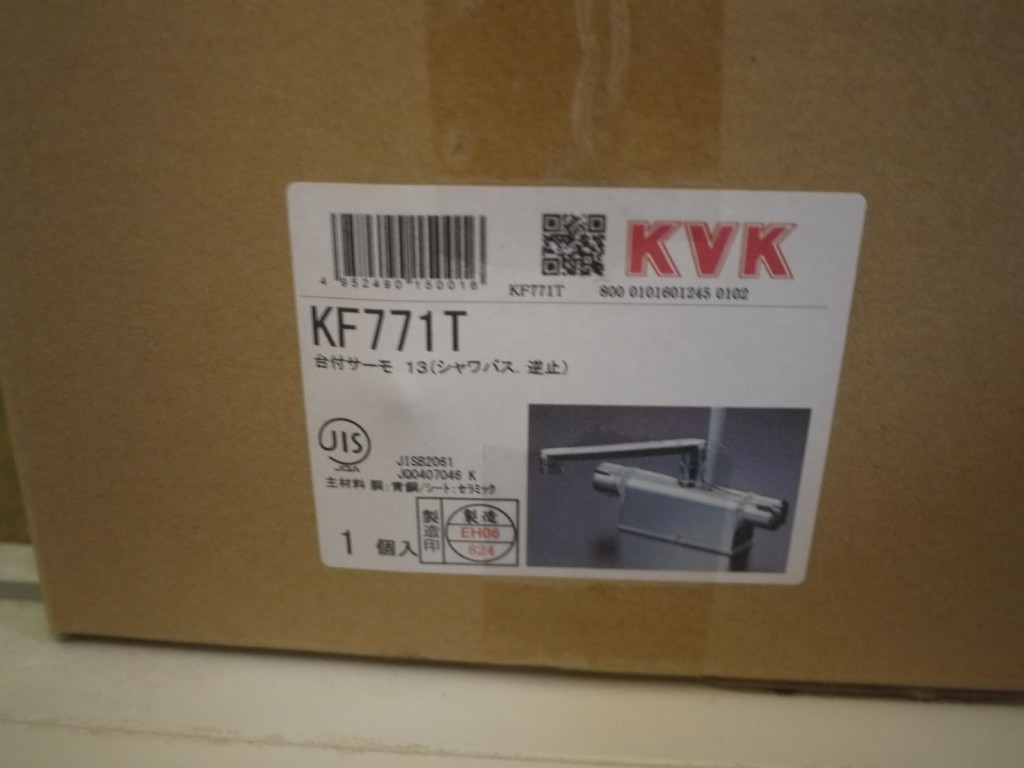 KVK
4 952490 150016
KF771T 800 0101601245 0102
KF771T
台付サーモ 13(シャワバス,逆止)
JIS
JQA
JISB2061
JQ0407046 K
主材料 胴:青銅/シート:セラミック
1 個入
製造印
製造
EH06
824